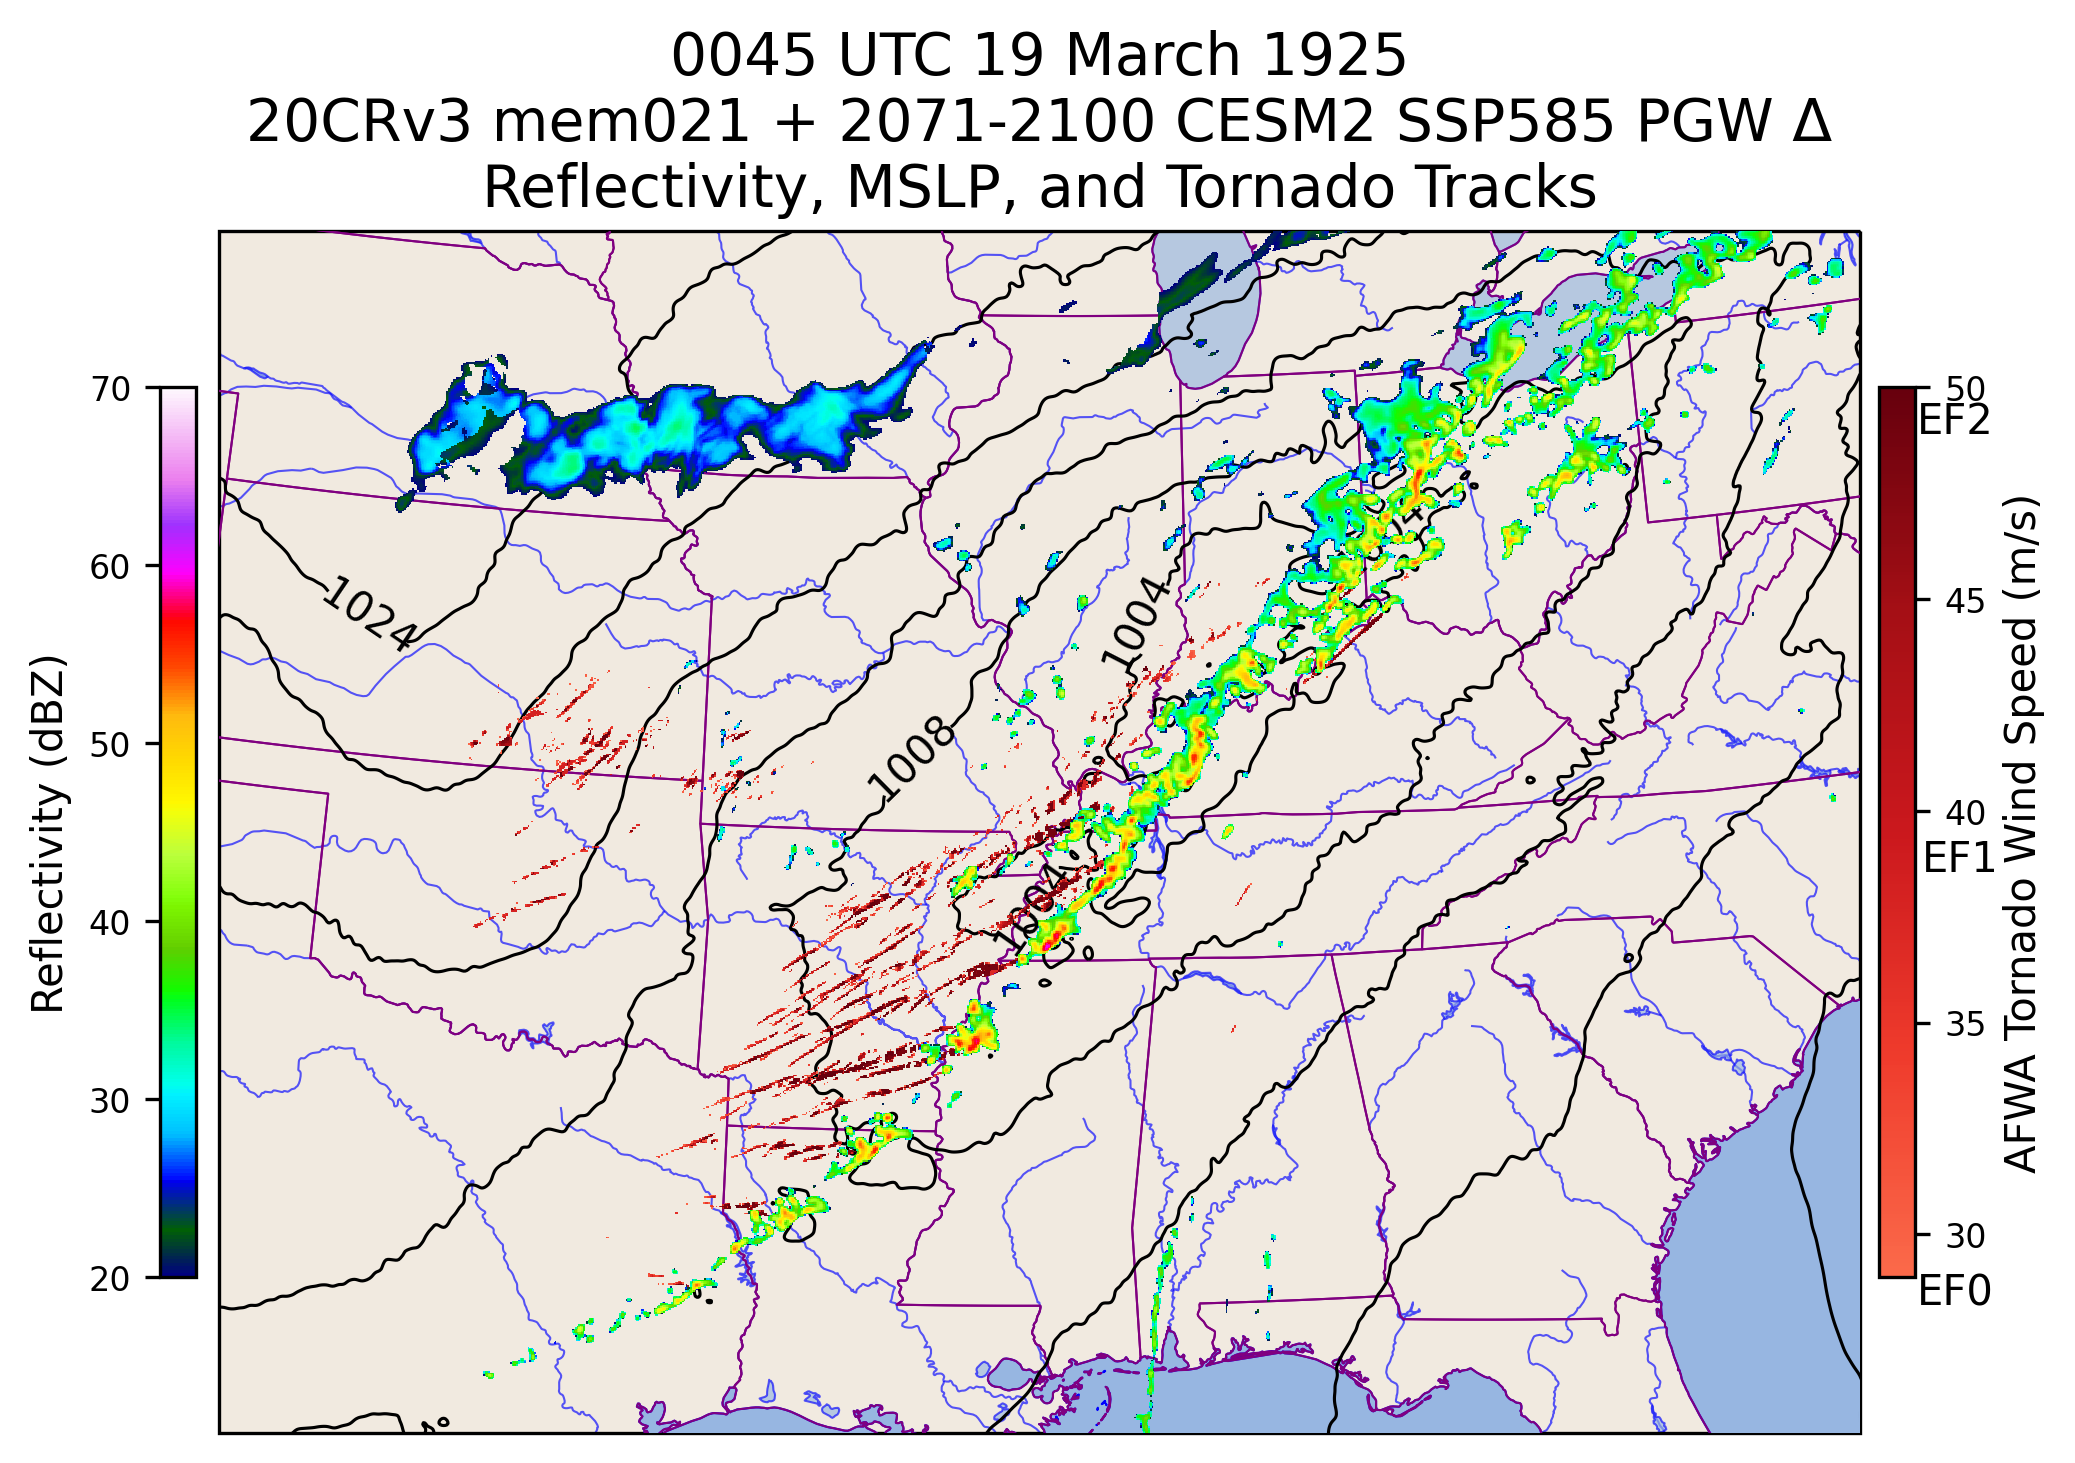 0045 UTC 19 March 1925
20CRv3 mem021 + 2071-2100 CESM2 SSP585 PGW Δ
Reflectivity, MSLP, and Tornado Tracks
Reflectivity (dBZ)
70
60
50
40
30
20
1024
1008
1004
1004
50
EF2
45
40
EF1
35
30
EF0
AFWA Tornado Wind Speed (m/s)